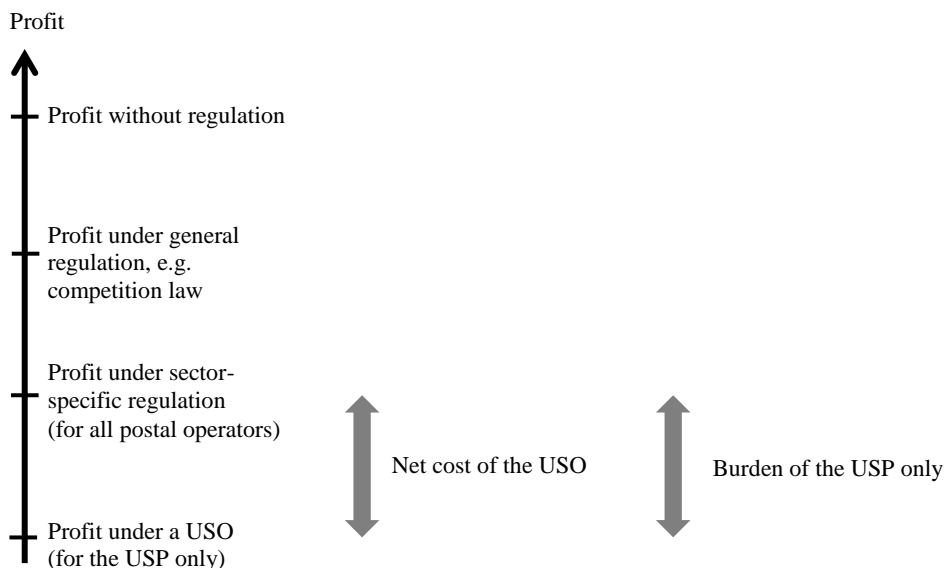 Profit
Profit without regulation
Profit under general
regulation, e.g.
competition law
Profit under sector-
specific regulation
(for all postal operators)
Net cost of the USO
Burden of the USP only
Profit under a USO
(for the USP only)